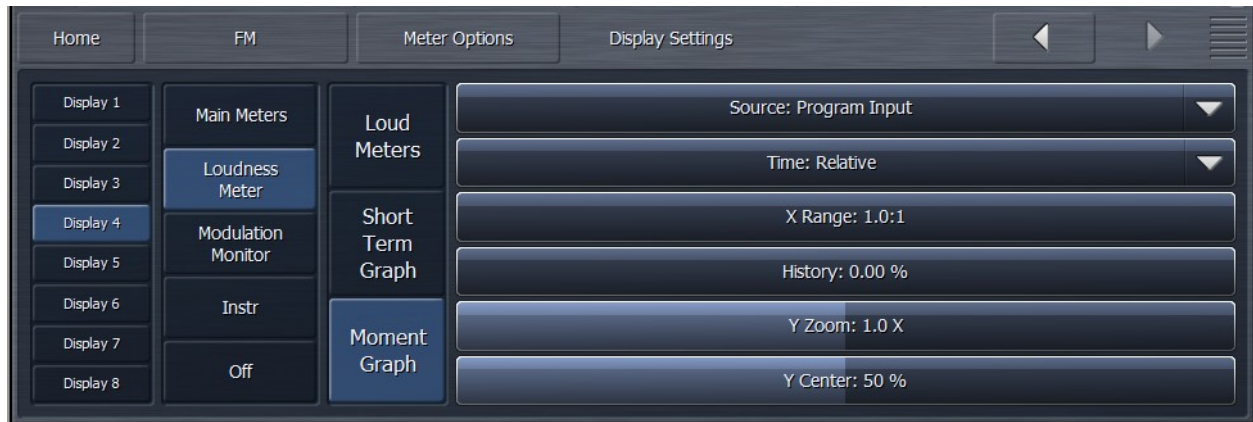 Home
FM
Meter Options
Display Settings
Display 1
Display 2
Display 3
Display 4
Display 5
Display 6
Display 7
Display 8
Main Meters
Loudness
Meter
Modulation
Monitor
Instr
Off
Loud
Meters
Short
Term
Graph
Moment
Graph
Source: Program Input
Time: Relative
X Range: 1.0:1
History: 0.00 %
Y Zoom: 1.0 X
Y Center: 50 %